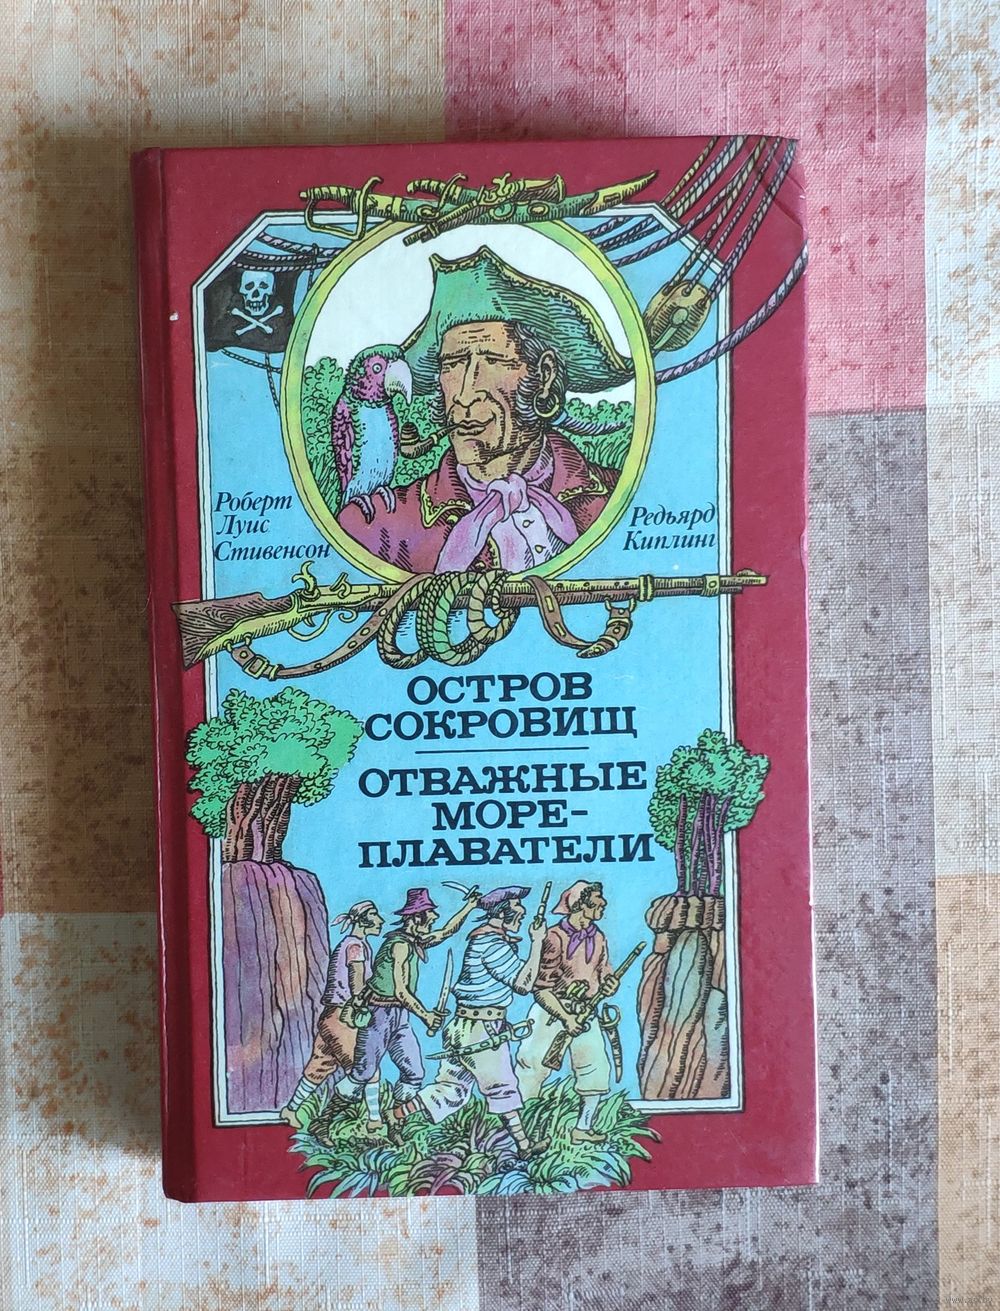 Роберт
Луис
Стивенсон
Редьярд
Киплинг
ОСТРОВ
СОКРОВИЩ
ОТВАЖНЫЕ
МОРЕ-
ПЛАВАТЕЛИ